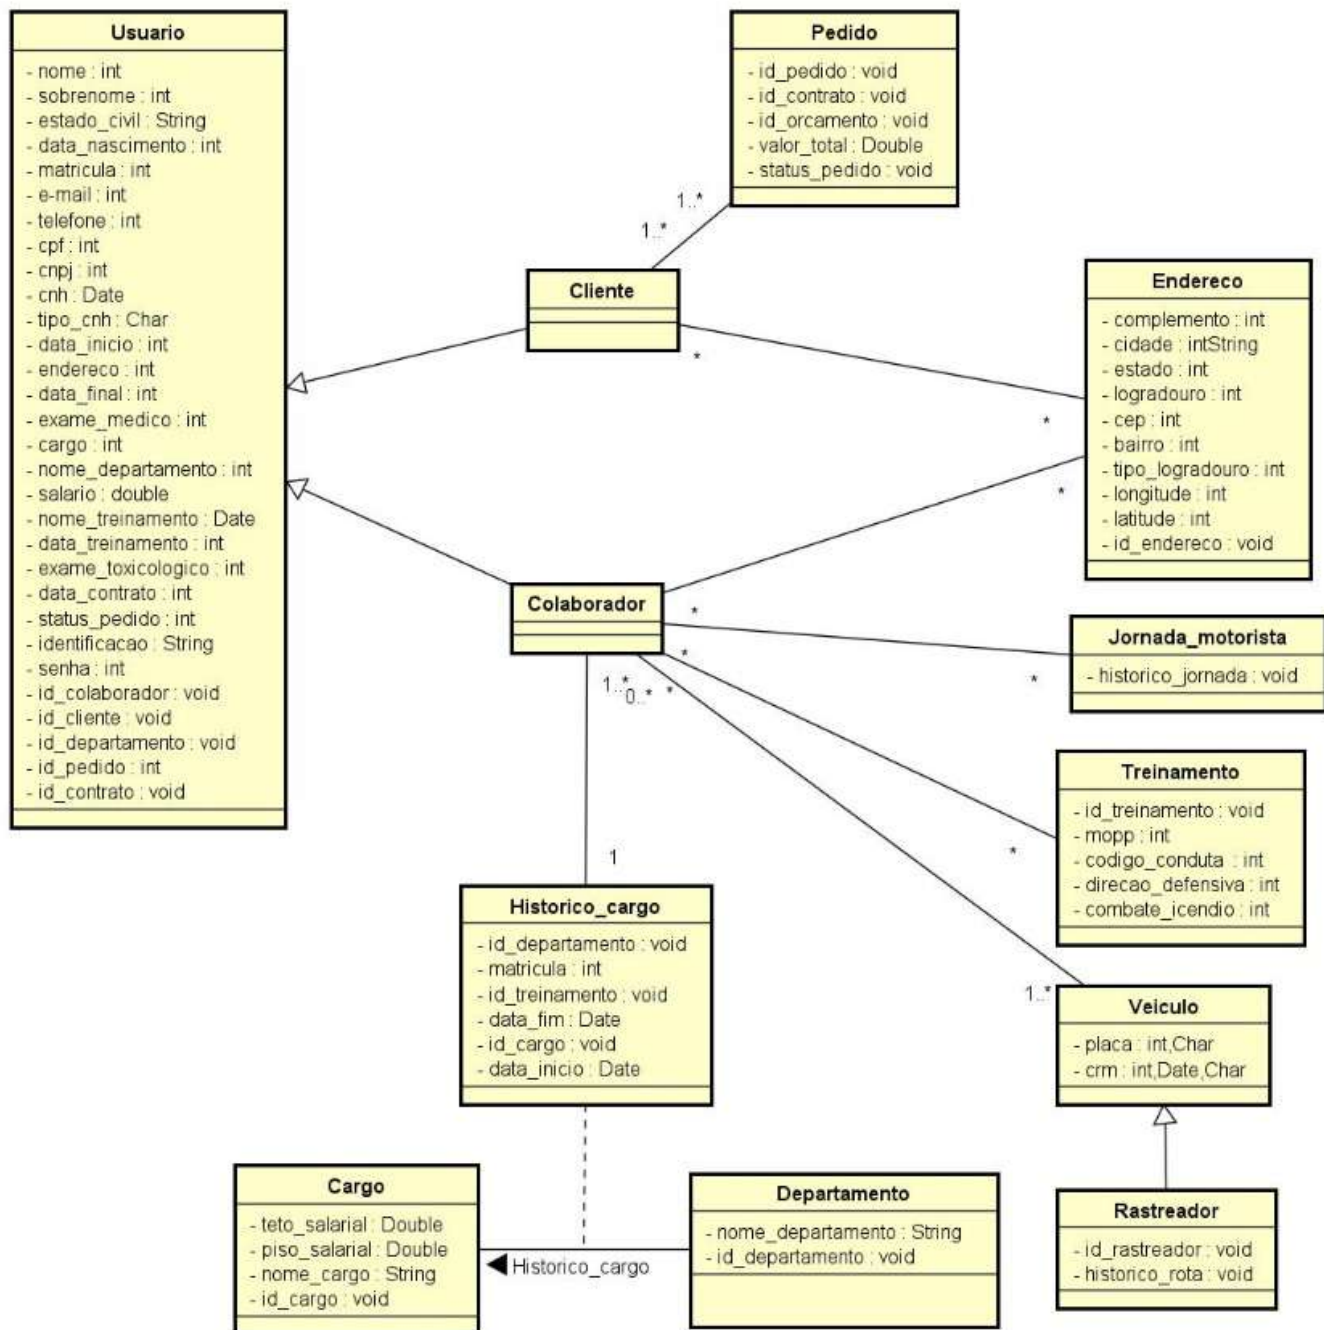 Usuario
- nome : int
- sobrenome : int
- estado_civil : String
- data_nascimento : int
- matricula : int
- e-mail : int
- telefone : int
- cpf : int
- cnpj : int
- cnh : Date
- tipo_cnh : Char
- data_inicio : int
- endereco : int
- data_final : int
- exame_medico : int
- cargo : int
- nome_departamento : int
- salario : double
- nome_treinamento : Date
- data_treinamento : int
- exame_toxicologico : int
- data_contrato : int
- status_pedido : int
- identificacao : String
- senha : int
- id_colaborador : void
- id_cliente : void
- id_departamento : void
- id_pedido : int
- id_contrato : void
Pedido
- id_pedido : void
- id_contrato : void
- id_orcamento : void
- valor_total : Double
- status_pedido : void
1..*
1..*
Cliente
*
*
Endereco
- complemento : int
- cidade : intString
- estado : int
- logradouro : int
- cep : int
- bairro : int
- tipo_logradouro : int
- longitude : int
- latitude : int
- id_endereco : void
*
Colaborador
*
*
1..*
0..*
*
Jornada_motorista
- historico_jornada : void
*
Treinamento
- id_treinamento : void
- mopp : int
- codigo_conduta : int
- direcao_defensiva : int
- combate_icendio : int
*
1
Historico_cargo
- id_departamento : void
- matricula : int
- id_treinamento : void
- data_fim : Date
- id_cargo : void
- data_inicio : Date
1..*
Veiculo
- placa : int,Char
- crm : int,Date,Char
Cargo
- teto_salarial : Double
- piso_salarial : Double
- nome_cargo : String
- id_cargo : void
Historico_cargo
Departamento
- nome_departamento : String
- id_departamento : void
Rastreador
- id_rastreador : void
- historico_rota : void